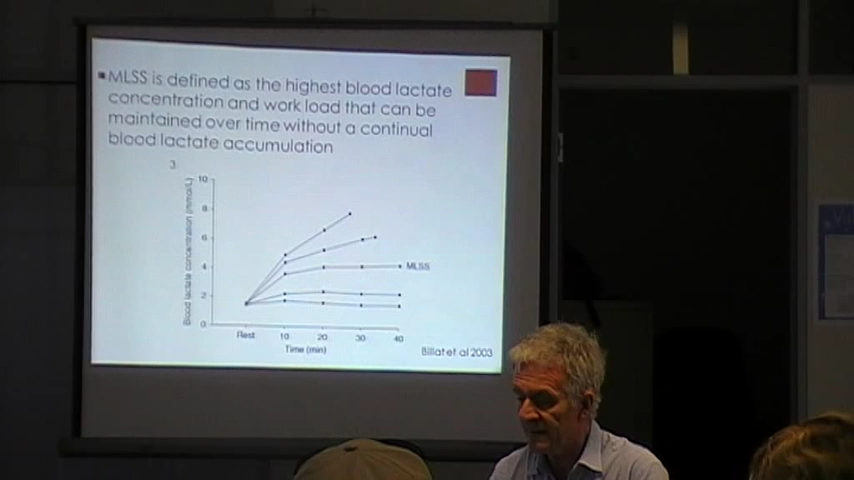 MLSS is defined as the highest blood lactate
concentration and work load that can be
maintained over time without a continual
blood lactate accumulation
3.
Blood lactate concentration (mmol/L)
10
8
6
4
2
0
MLSS
Rest 10 20 30 40
Time (min)
Billat et al 2003